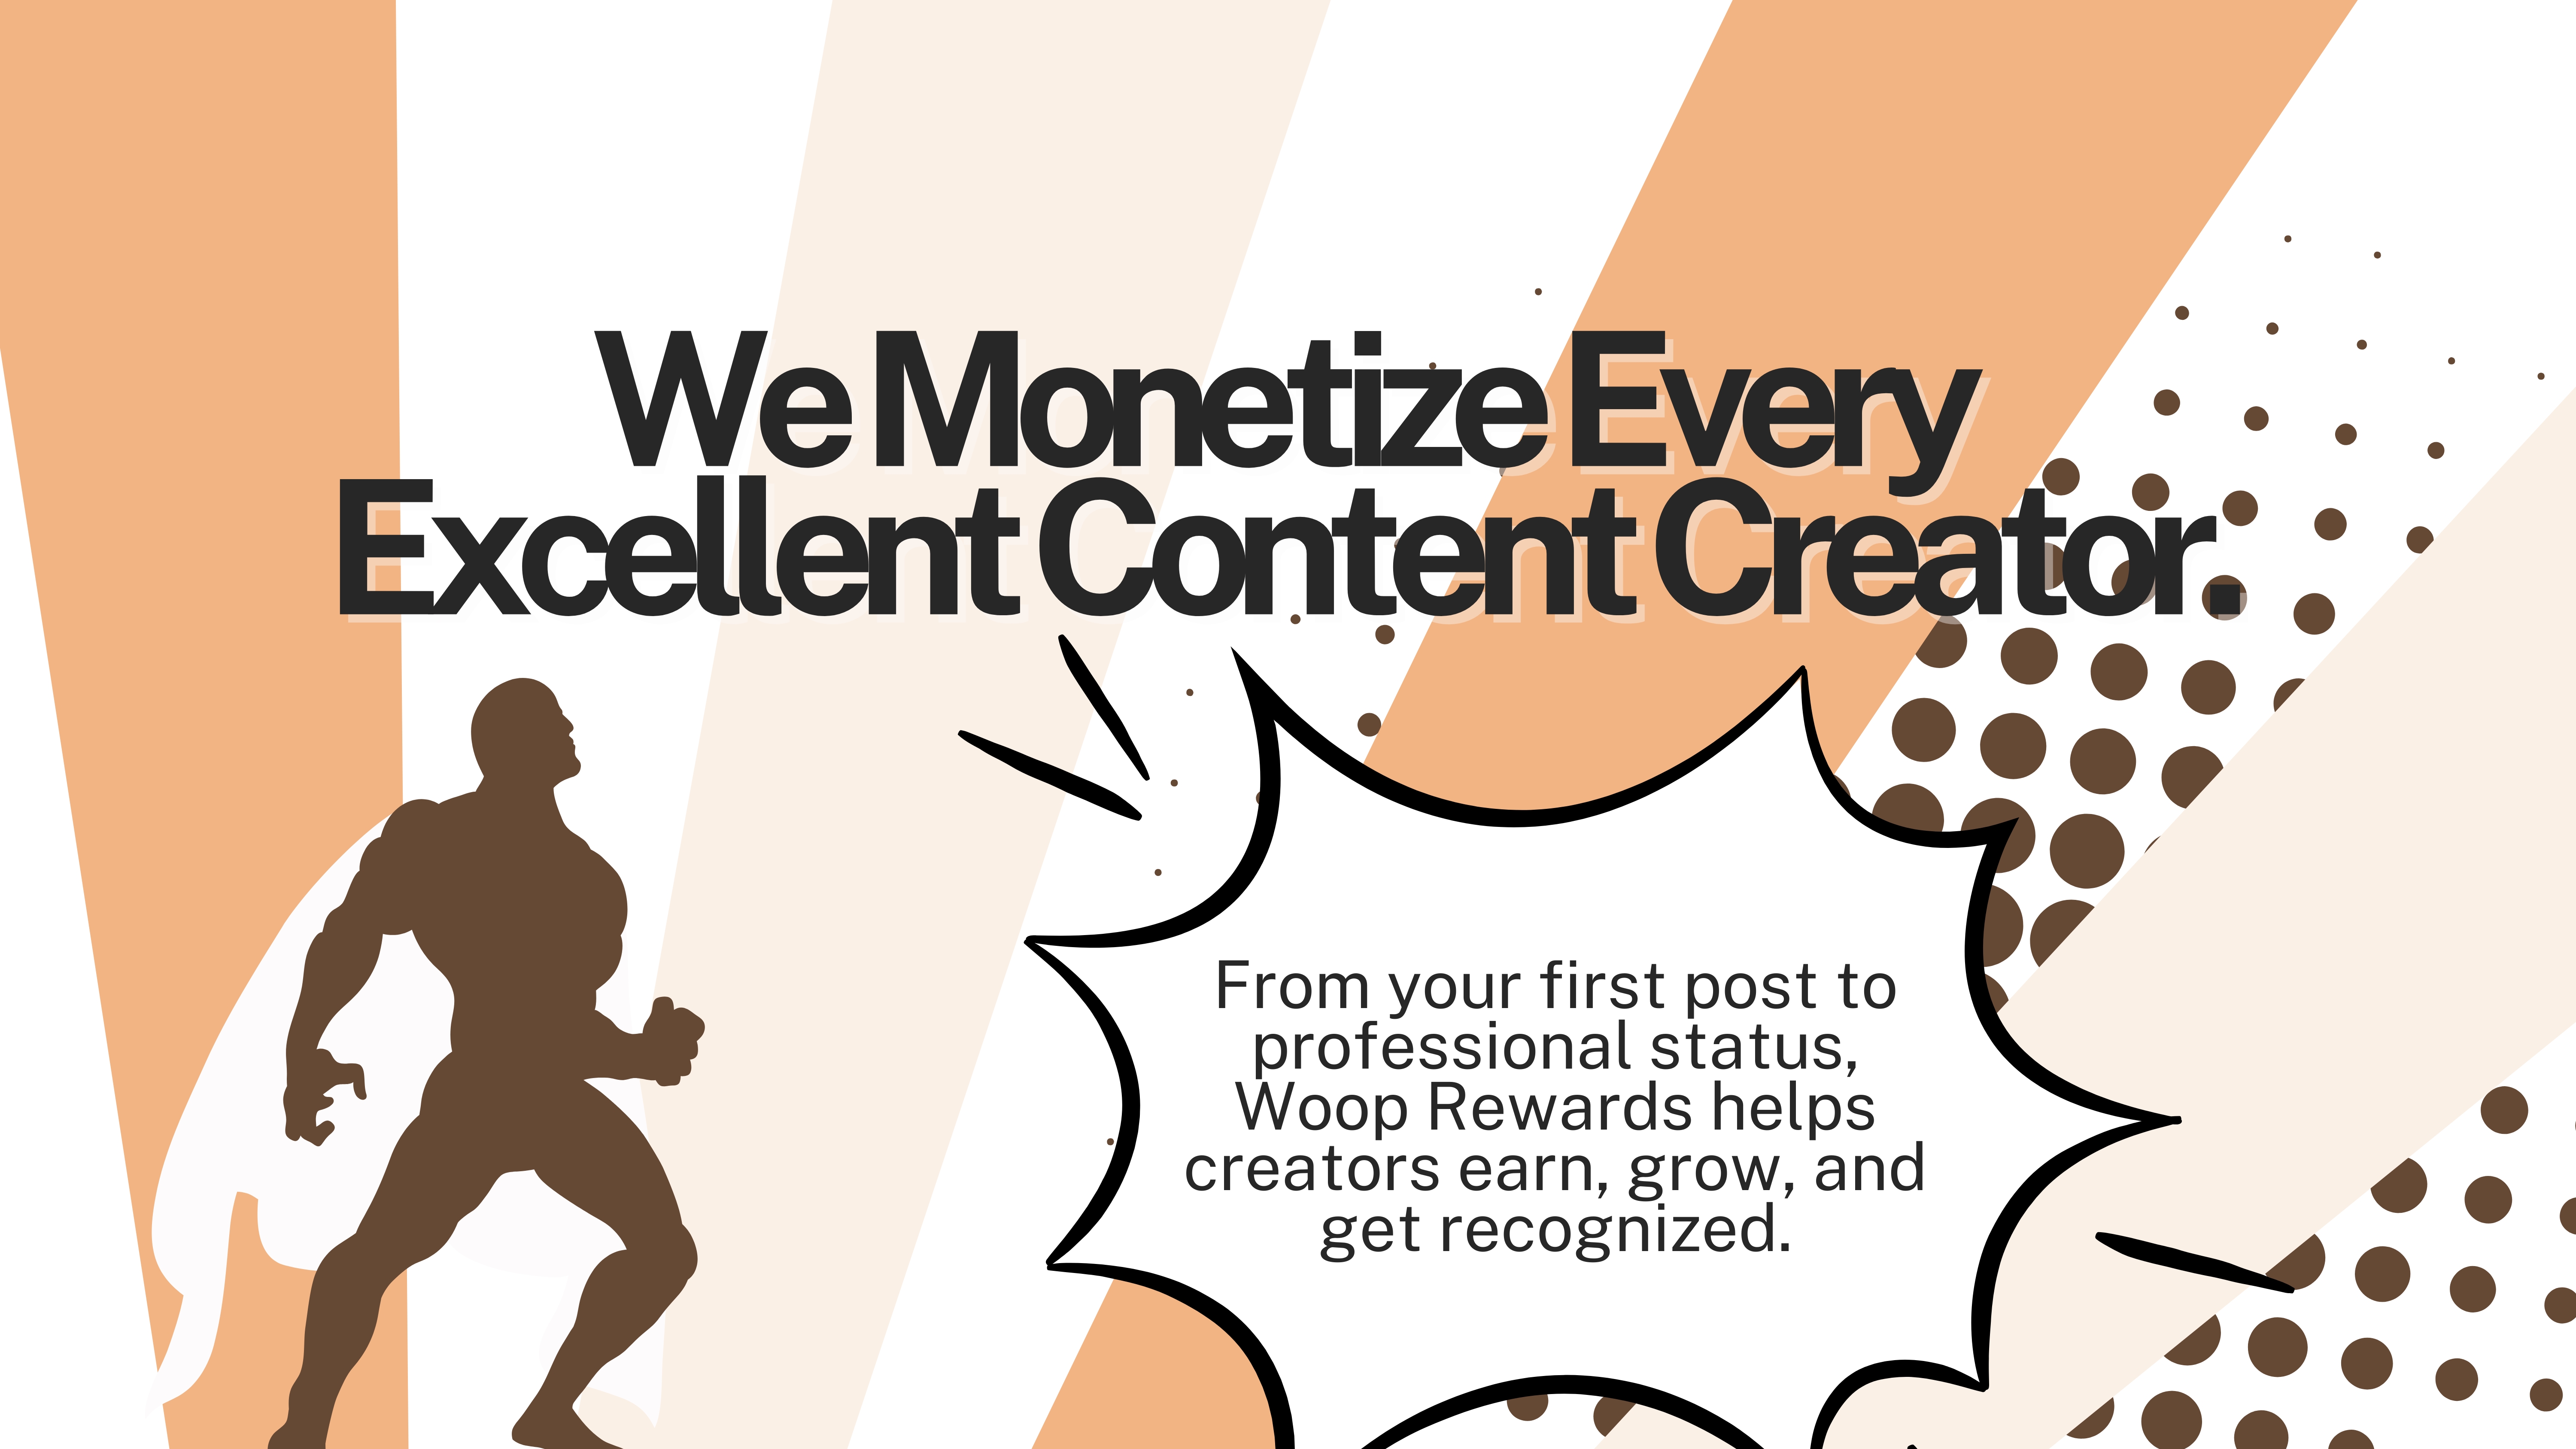 We Monetize Every
Excellent Content Creator.
From your first post to
professional status,
Woop Rewards helps
creators earn, grow, and
get recognized.